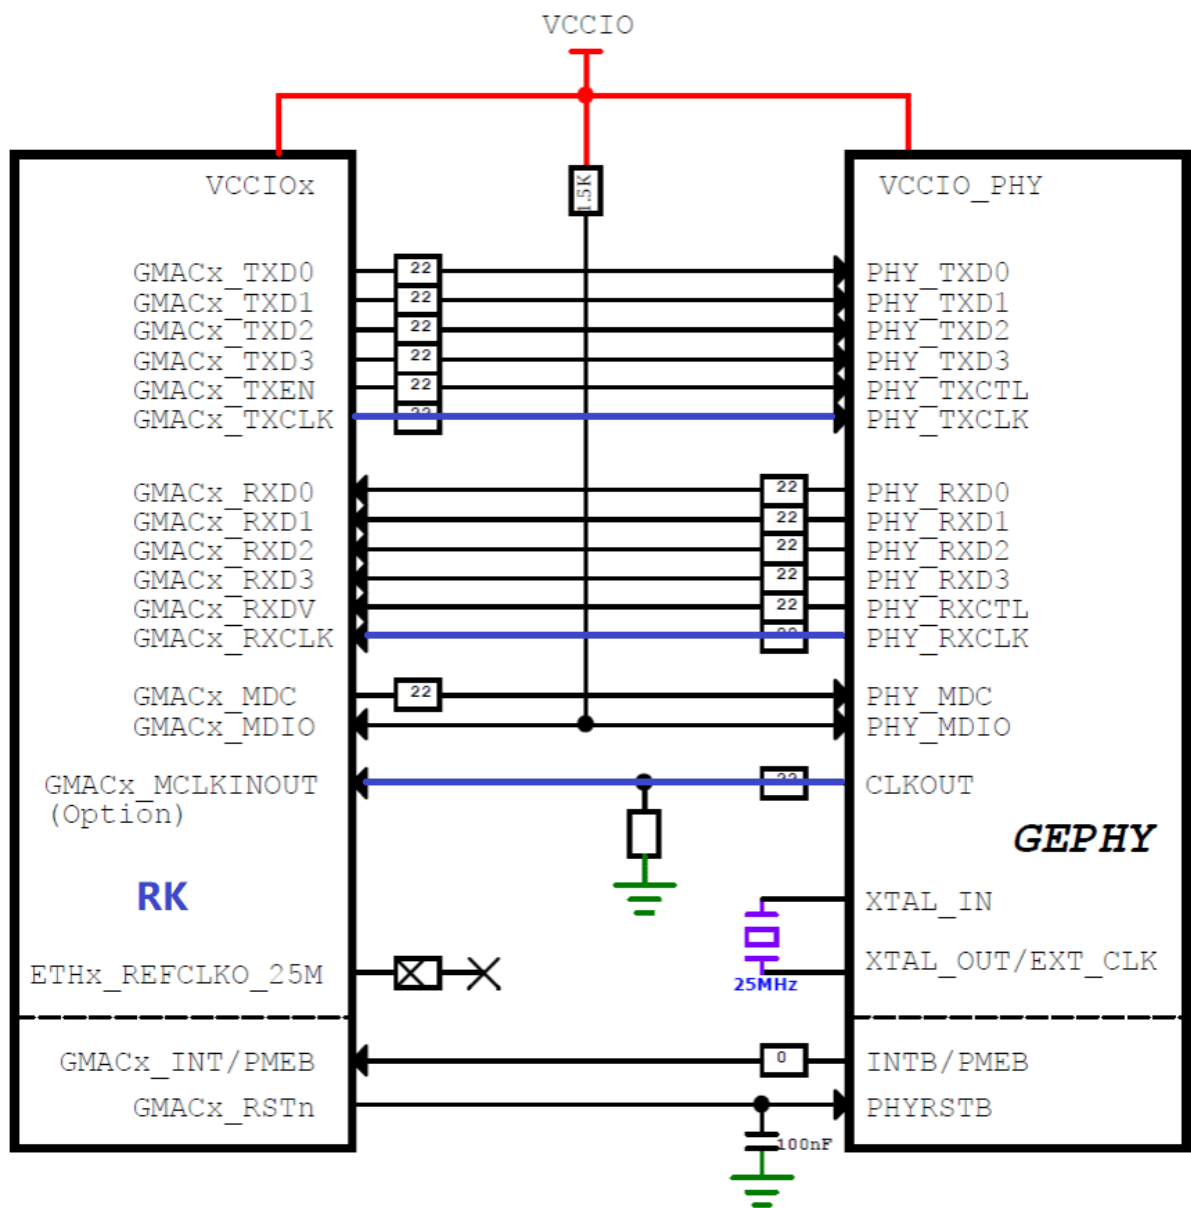 VCCIO
VCCIOx
1.5K
VCCIO_PHY
GMACx_TXD0 22 PHY_TXD0
GMACx_TXD1 22 PHY_TXD1
GMACx_TXD2 22 PHY_TXD2
GMACx_TXD3 22 PHY_TXD3
GMACx_TXEN 22 PHY_TXCTL
GMACx_TXCLK 22 PHY_TXCLK
GMACx_RXD0 22 PHY_RXD0
GMACx_RXD1 22 PHY_RXD1
GMACx_RXD2 22 PHY_RXD2
GMACx_RXD3 22 PHY_RXD3
GMACx_RXDV 22 PHY_RXCTL
GMACx_RXCLK 22 PHY_RXCLK
GMACx_MDC 22 PHY_MDC
GMACx_MDIO PHY_MDIO
GMACx_MCLKINOUT 22 CLKOUT
(Option)
GEPHY
RK
XTAL_IN
ETHx_REFCLKO_25M
XTAL_OUT/EXT_CLK
25MHz
GMACx_INT/PMEB 0 INTB/PMEB
GMACx_RSTn PHYRSTB
100nF